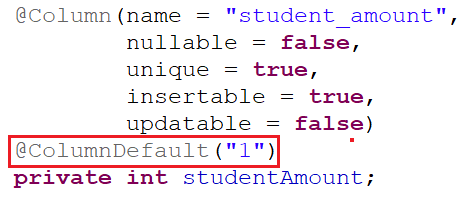 @Column(name = "student_amount",
nullable = false,
unique = true,
insertable = true,
updatable = false)
@ColumnDefault("1")
private int studentAmount;